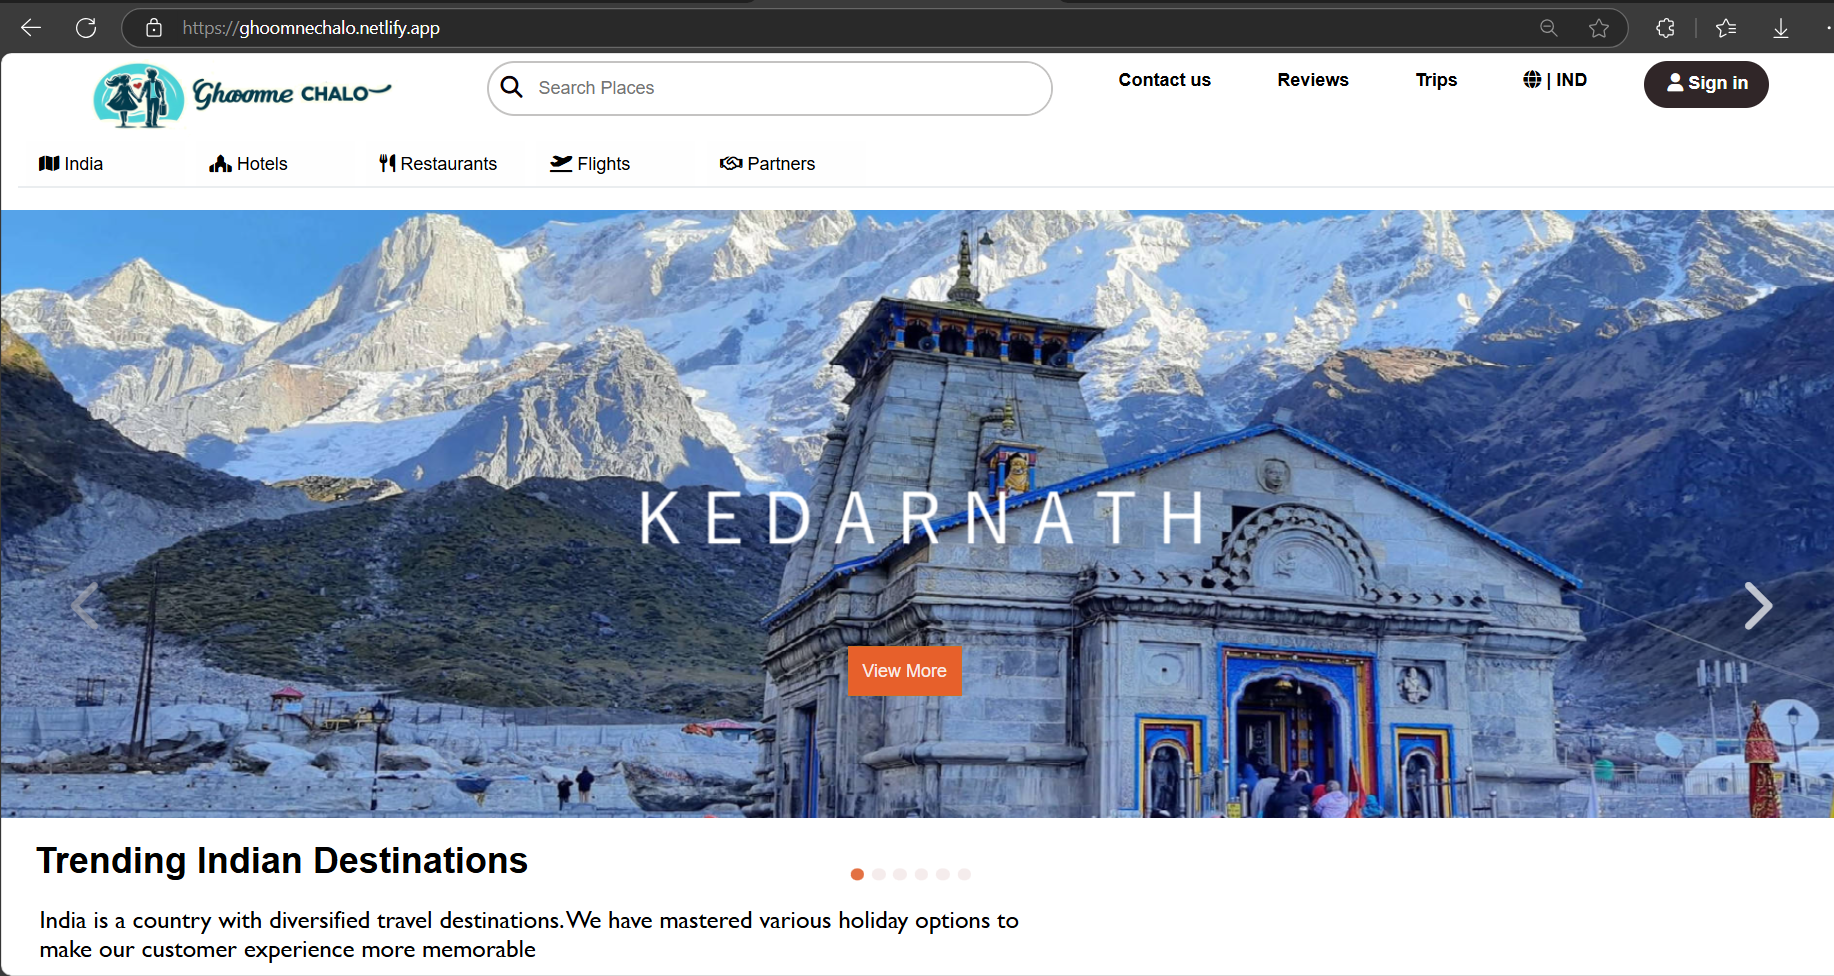 https://ghoomnechalo.netlify.app
Ghoomne CHALO
Search Places
Contact us
Reviews
Trips
| IND
Sign in
India
Hotels
Restaurants
Flights
Partners
KEDARNATH
View More
Trending Indian Destinations
India is a country with diversified travel destinations.We have mastered various holiday options to
make our customer experience more memorable